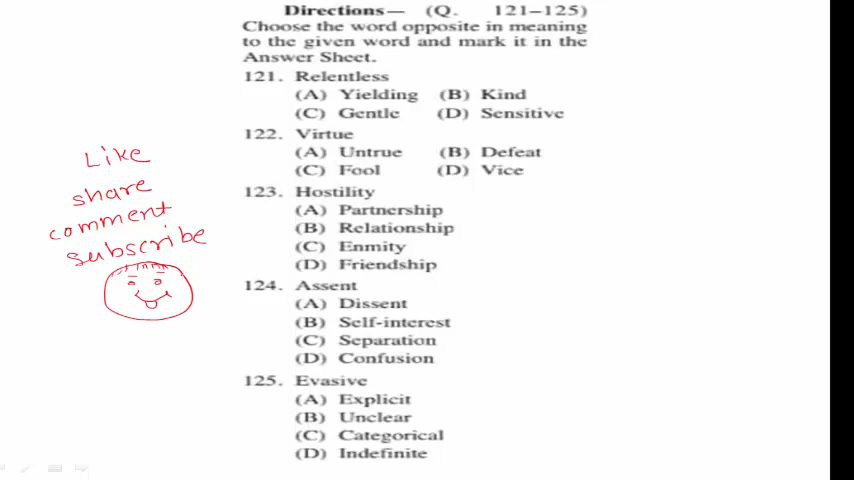 Directions— (Q. 121–125)
Choose the word opposite in meaning
to the given word and mark it in the
Answer Sheet.
121. Relentless
(A) Yielding (B) Kind
(C) Gentle (D) Sensitive
122. Virtue
(A) Untrue (B) Defeat
(C) Fool (D) Vice
123. Hostility
(A) Partnership
(B) Relationship
(C) Enmity
(D) Friendship
124. Assent
(A) Dissent
(B) Self-interest
(C) Separation
(D) Confusion
125. Evasive
(A) Explicit
(B) Unclear
(C) Categorical
(D) Indefinite
Like
share
comment
subscribe